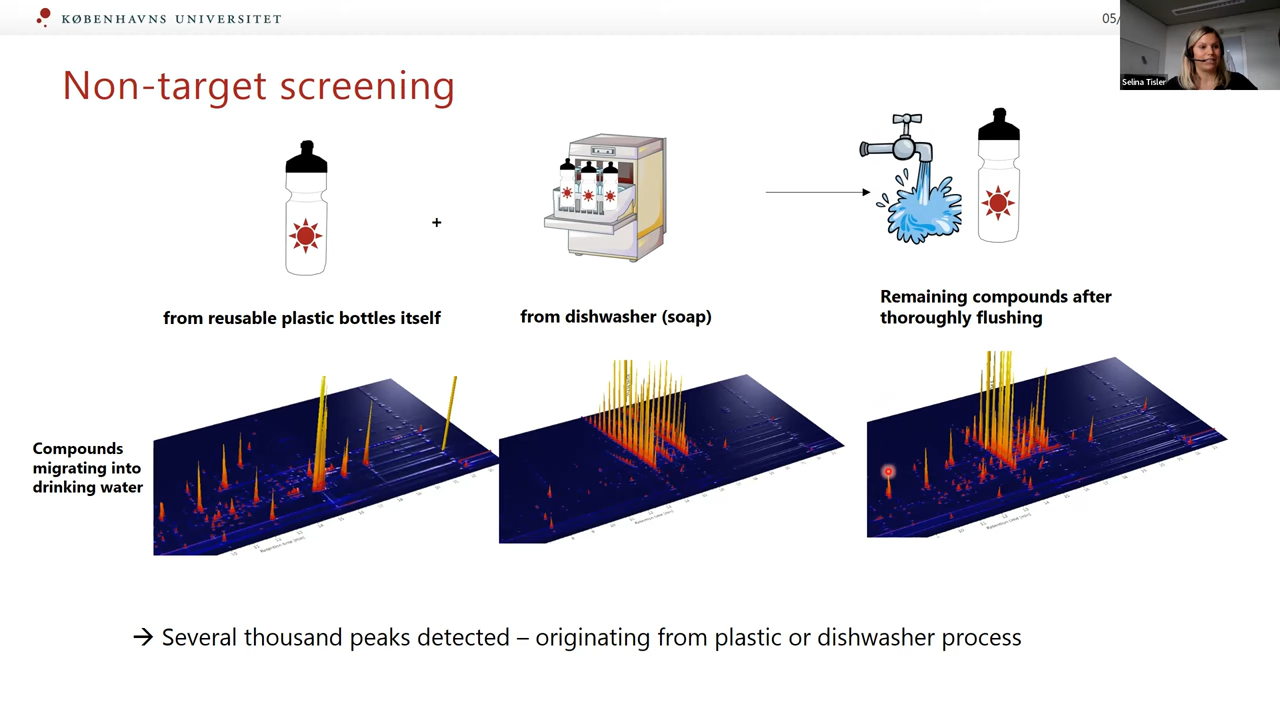 KØBENHAVNS UNIVERSITET
05/
Selina Tisler
Non-target screening
+
from reusable plastic bottles itself
from dishwasher (soap)
Remaining compounds after
thoroughly flushing
Compounds
migrating into
drinking water
→ Several thousand peaks detected – originating from plastic or dishwasher process